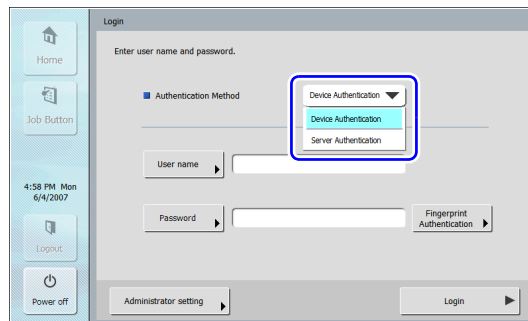 Login
Enter user name and password.
Home
Authentication Method
Device Authentication
Device Authentication
Server Authentication
Job Button
User name
4:58 PM Mon
6/4/2007
Password
Fingerprint
Authentication
Logout
Power off
Administrator setting
Login